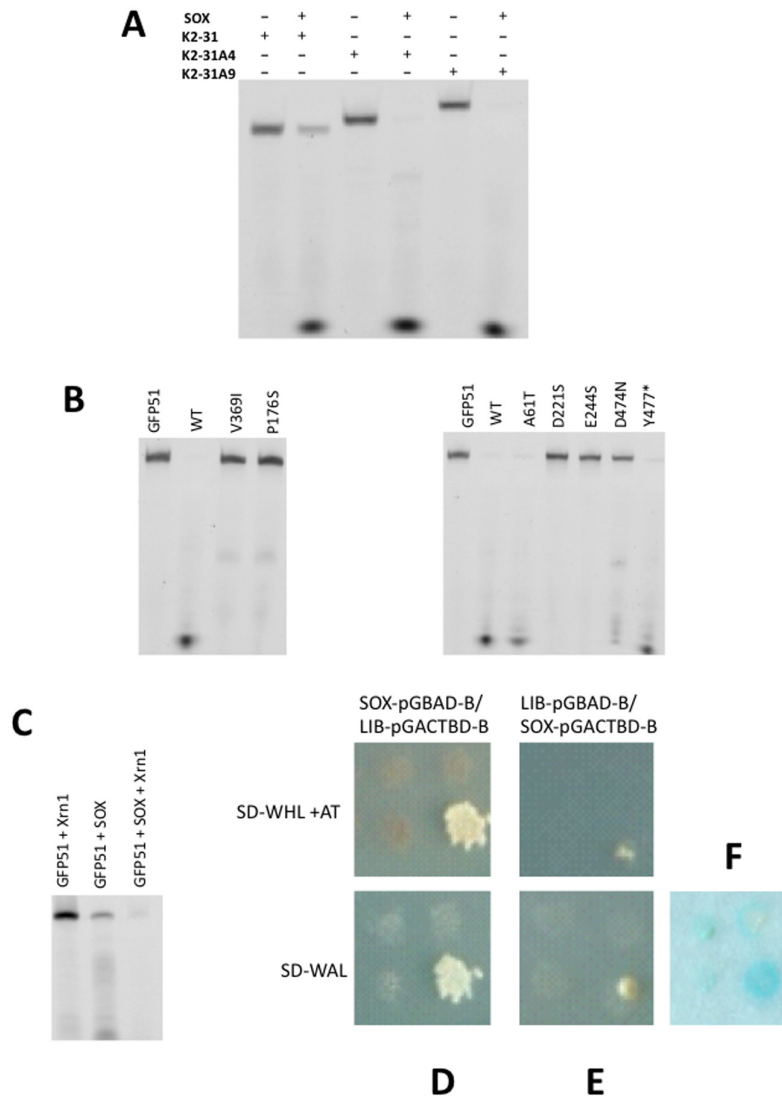 A
SOX – + – + – +
K2-31 + + – – – –
K2-31A4 – – + + – –
K2-31A9 – – – – + +
B
GFP51 WT V369I P176S
GFP51 WT A61T D221S E244S D474N Y477*
C
GFP51 + Xrn1
GFP51 + SOX
GFP51 + SOX + Xrn1
SOX-pGBAD-B/
LIB-pGACTBD-B
LIB-pGBAD-B/
SOX-pGACTBD-B
SD-WHL +AT
F
SD-WAL
D E